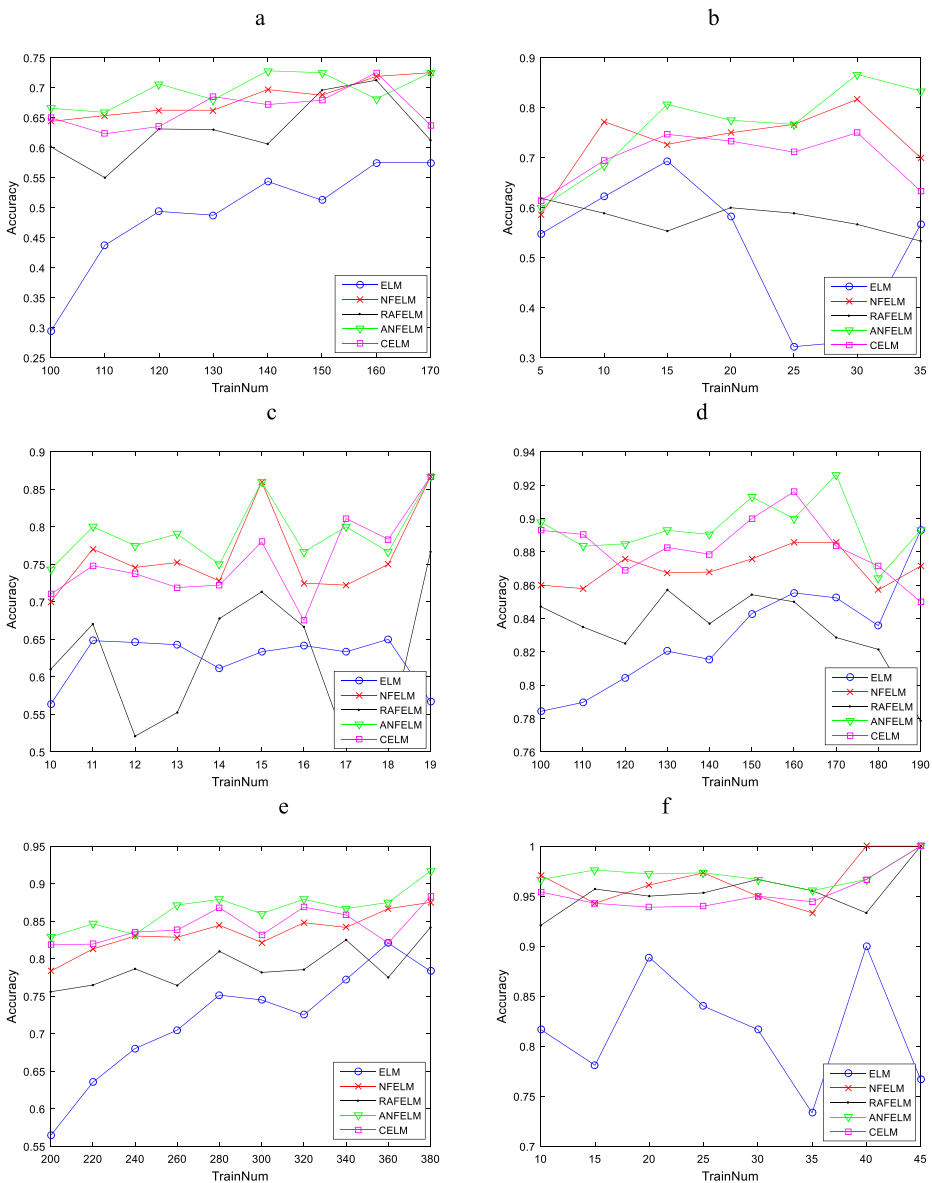 a
0.75
0.7
0.65
0.6
0.55
0.5
0.45
0.4
0.35
0.3
0.25
Accuracy
100 110 120 130 140 150 160 170
TrainNum
ELM
NFELM
RAFELM
ANFELM
CELM
b
0.9
0.8
0.7
0.6
0.5
0.4
0.3
Accuracy
5 10 15 20 25 30 35
TrainNum
ELM
NFELM
RAFELM
ANFELM
CELM
c
0.9
0.85
0.8
0.75
0.7
0.65
0.6
0.55
0.5
Accuracy
10 11 12 13 14 15 16 17 18 19
TrainNum
ELM
NFELM
RAFELM
ANFELM
CELM
d
0.94
0.92
0.9
0.88
0.86
0.84
0.82
0.8
0.78
0.76
Accuracy
100 110 120 130 140 150 160 170 180 190
TrainNum
ELM
NFELM
RAFELM
ANFELM
CELM
e
0.95
0.9
0.85
0.8
0.75
0.7
0.65
0.6
0.55
Accuracy
200 220 240 260 280 300 320 340 360 380
TrainNum
ELM
NFELM
RAFELM
ANFELM
CELM
f
1
0.95
0.9
0.85
0.8
0.75
0.7
Accuracy
10 15 20 25 30 35 40 45
TrainNum
ELM
NFELM
RAFELM
ANFELM
CELM